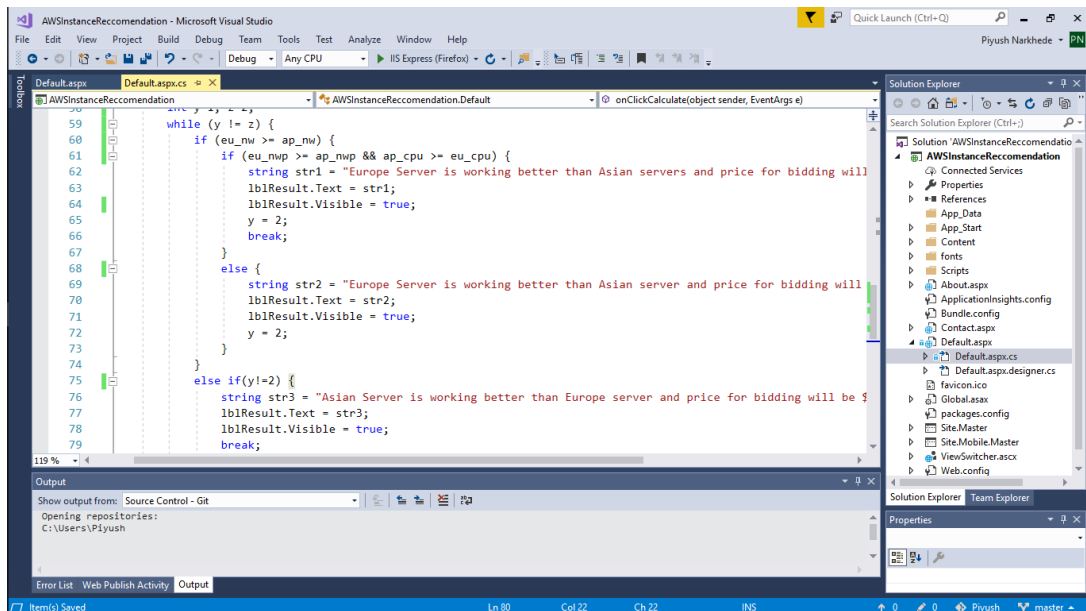 AWSInstanceReccomendation - Microsoft Visual Studio
Quick Launch (Ctrl+Q)
File Edit View Project Build Debug Team Tools Test Analyze Window Help
Piyush Narkhede PN
Debug Any CPU IIS Express (Firefox)
Toolbox
Default.aspx Default.aspx.cs
AWSInstanceReccomendation AWSInstanceReccomendation.Default onClickCalculate(object sender, EventArgs e)
59 while (y != z) {
60 if (eu_nw >= ap_nw) {
61 if (eu_nwp >= ap_nwp && ap_cpu >= eu_cpu) {
62 string str1 = "Europe Server is working better than Asian servers and price for bidding will
63 lblResult.Text = str1;
64 lblResult.Visible = true;
65 y = 2;
66 break;
67 }
68 else {
69 string str2 = "Europe Server is working better than Asian server and price for bidding will
70 lblResult.Text = str2;
71 lblResult.Visible = true;
72 y = 2;
73 }
74 }
75 else if(y!=2) {
76 string str3 = "Asian Server is working better than Europe server and price for bidding will be $
77 lblResult.Text = str3;
78 lblResult.Visible = true;
79 break;
119 %
Output
Show output from: Source Control - Git
Opening repositories:
C:\Users\Piyush
Error List Web Publish Activity Output
Solution Explorer
Search Solution Explorer (Ctrl+;)
Solution 'AWSInstanceReccomendatio
AWSInstanceReccomendation
Connected Services
Properties
References
App_Data
App_Start
Content
fonts
Scripts
About.aspx
ApplicationInsights.config
Bundle.config
Contact.aspx
Default.aspx
Default.aspx.cs
Default.aspx.designer.cs
favicon.ico
Global.asax
packages.config
Site.Master
Site.Mobile.Master
ViewSwitcher.ascx
Web.config
Solution Explorer Team Explorer
Properties
Item(s) Saved Ln 80 Col 22 Ch 22 INS 0 0 Piyush master